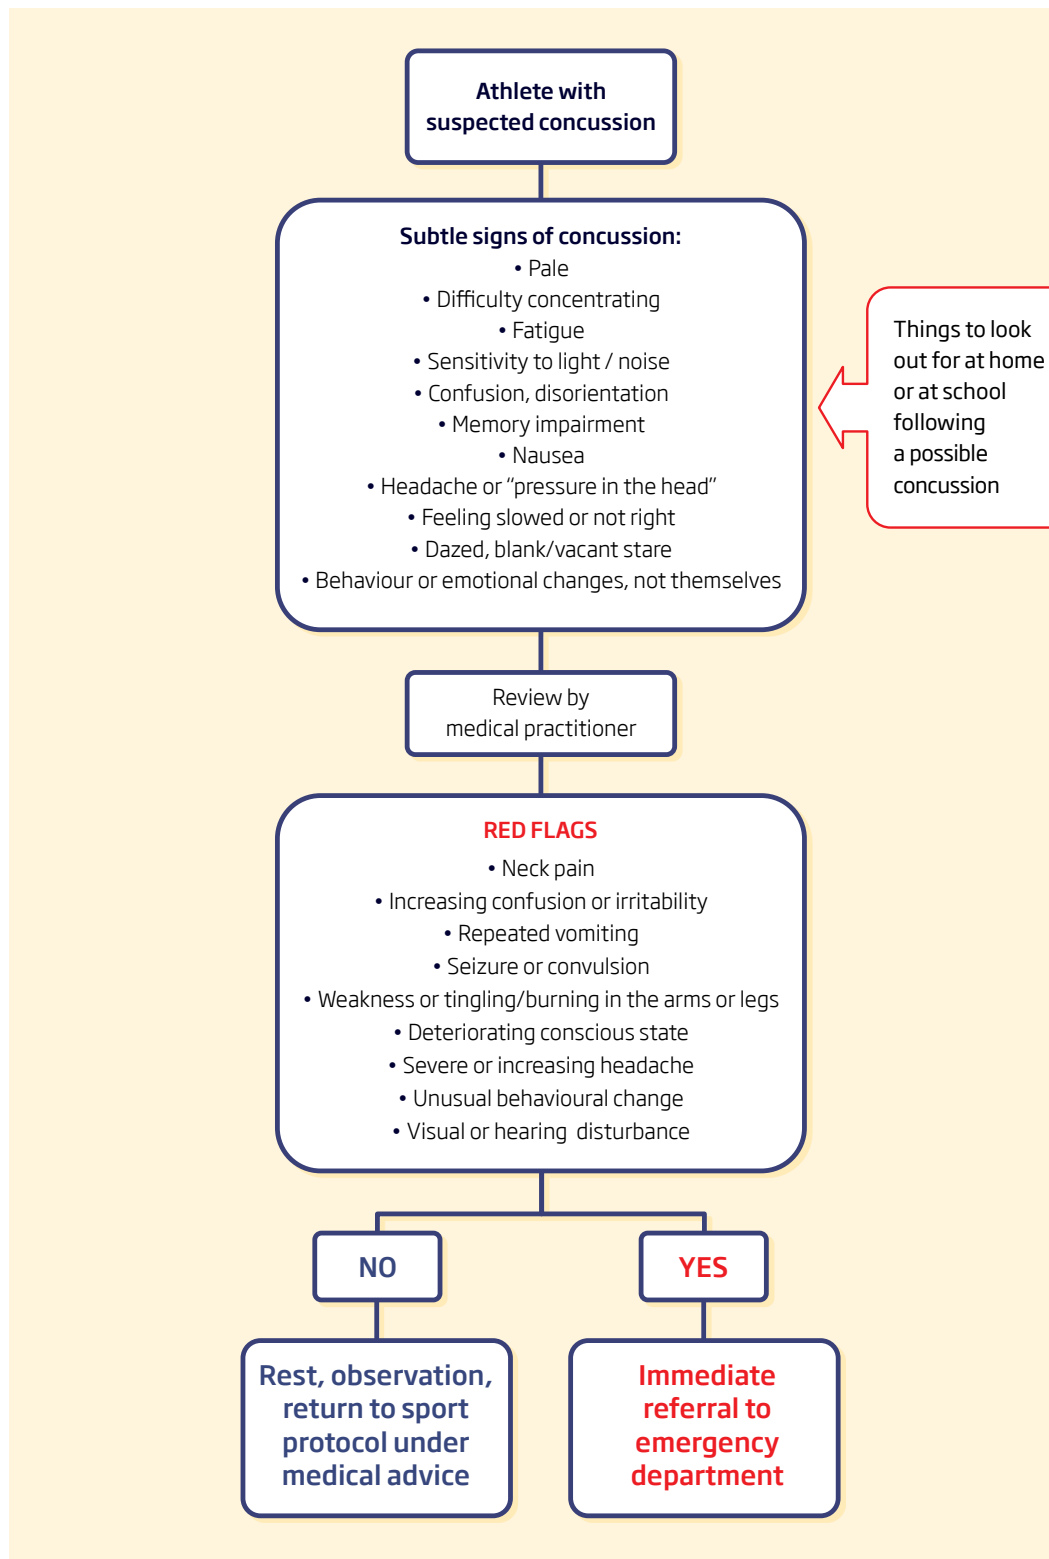 Athlete with
suspected concussion
Subtle signs of concussion:
• Pale
• Difficulty concentrating
• Fatigue
• Sensitivity to light / noise
• Confusion, disorientation
• Memory impairment
• Nausea
• Headache or “pressure in the head”
• Feeling slowed or not right
• Dazed, blank/vacant stare
• Behaviour or emotional changes, not themselves
Things to look
out for at home
or at school
following
a possible
concussion
Review by
medical practitioner
RED FLAGS
• Neck pain
• Increasing confusion or irritability
• Repeated vomiting
• Seizure or convulsion
• Weakness or tingling/burning in the arms or legs
• Deteriorating conscious state
• Severe or increasing headache
• Unusual behavioural change
• Visual or hearing disturbance
NO
Rest, observation,
return to sport
protocol under
medical advice
YES
Immediate
referral to
emergency
department